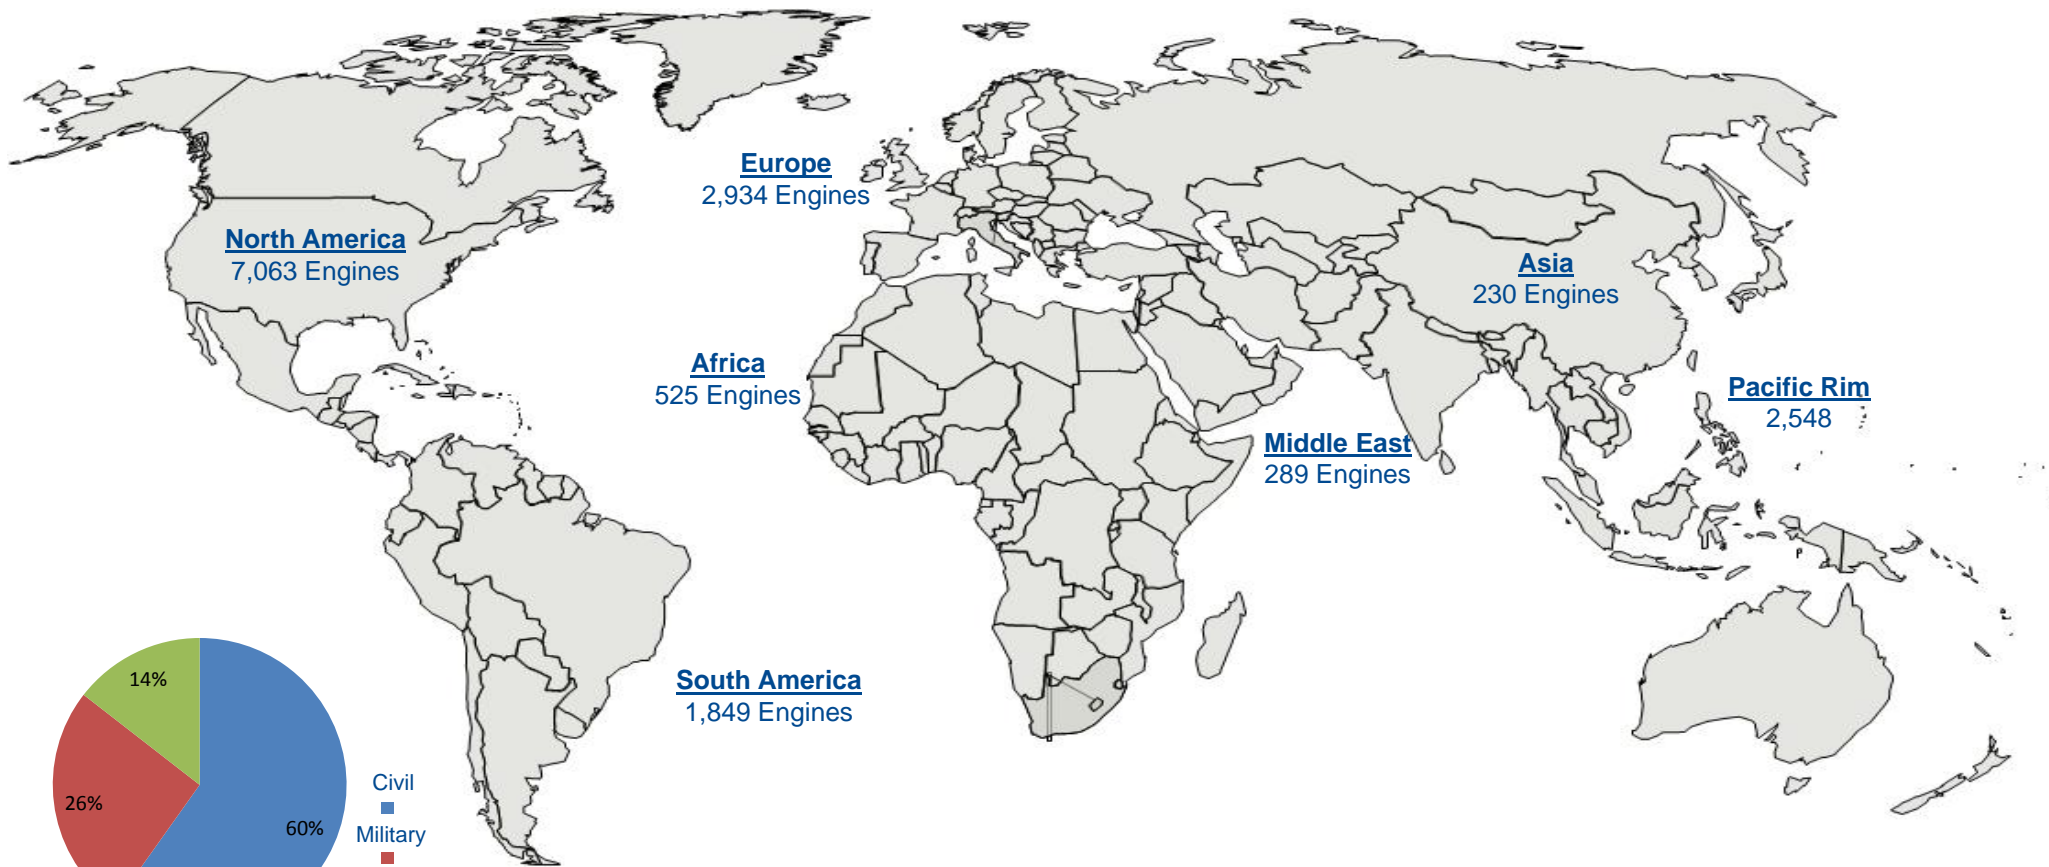 Europe
2,934 Engines
North America
7,063 Engines
Asia
230 Engines
Africa
525 Engines
Pacific Rim
2,548
Middle East
289 Engines
South America
1,849 Engines
14%
26%
60%
Civil
Military